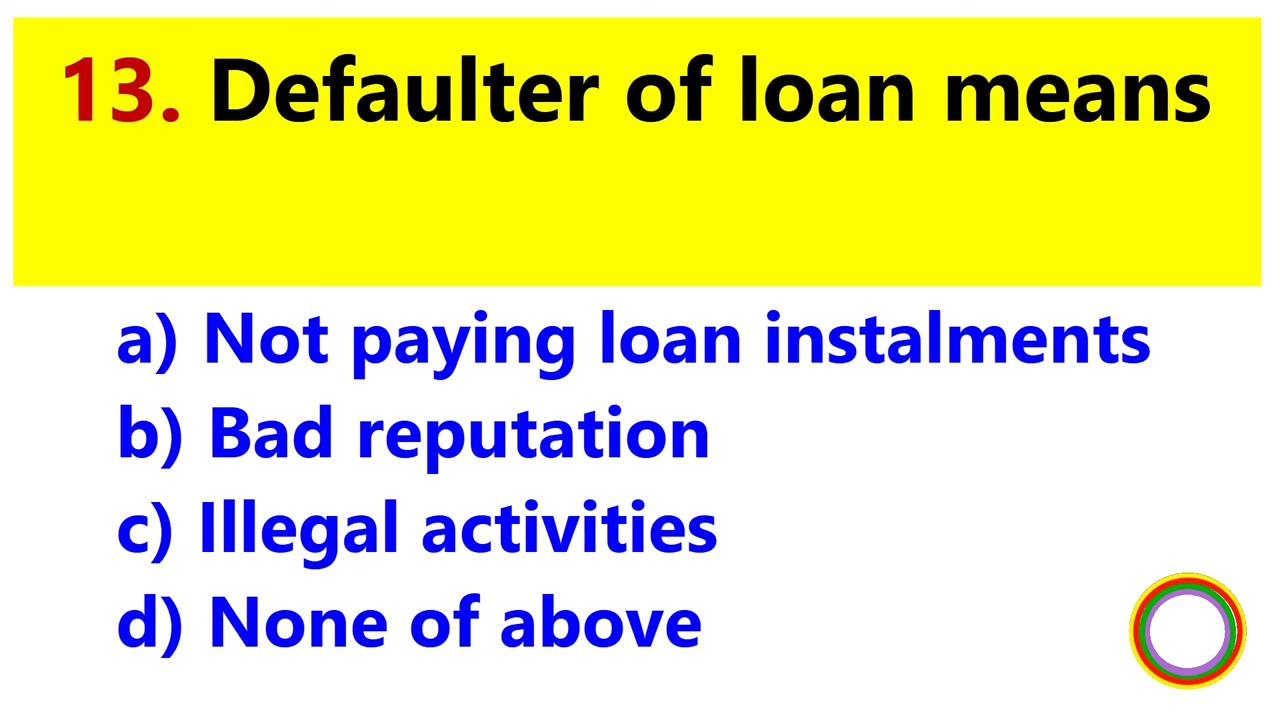 13. Defaulter of loan means
a) Not paying loan instalments
b) Bad reputation
c) Illegal activities
d) None of above